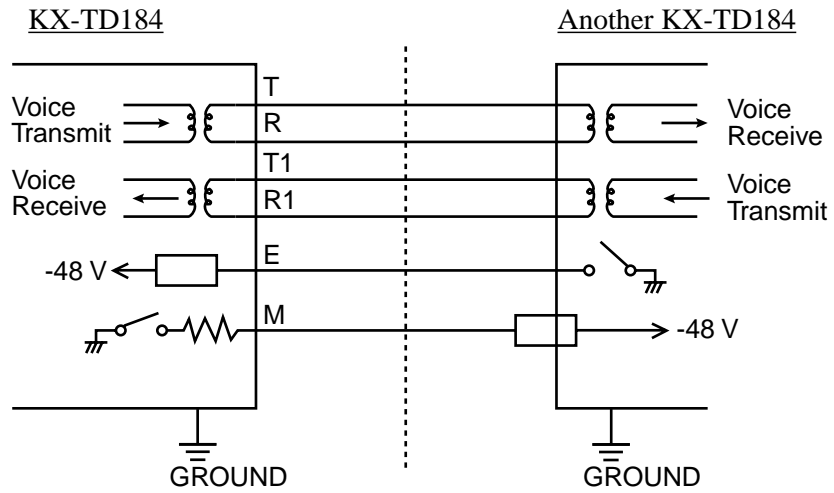 KX-TD184
Another KX-TD184
T
Voice
Transmit
R
Voice
Receive
T1
Voice
Receive
R1
Voice
Transmit
E
-48 V
M
-48 V
GROUND
GROUND